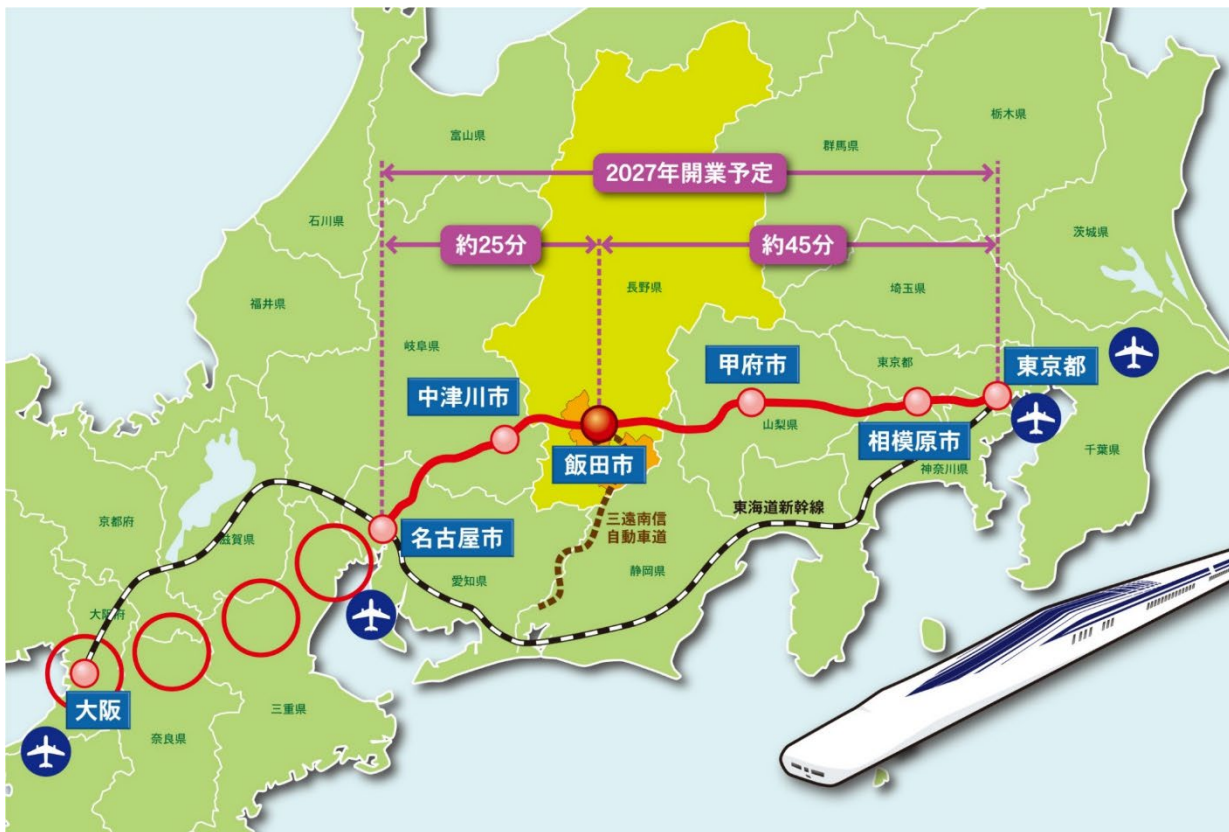 栃木県
富山県
群馬県
2027年開業予定
石川県
茨城県
約25分
約45分
長野県
埼玉県
福井県
岐阜県
東京都
甲府市
東京都
中津川市
山梨県
相模原市
千葉県
飯田市
神奈川県
東海道新幹線
三遠南信
自動車道
京都府
滋賀県
名古屋市
愛知県
静岡県
大阪府
大阪
三重県
奈良県